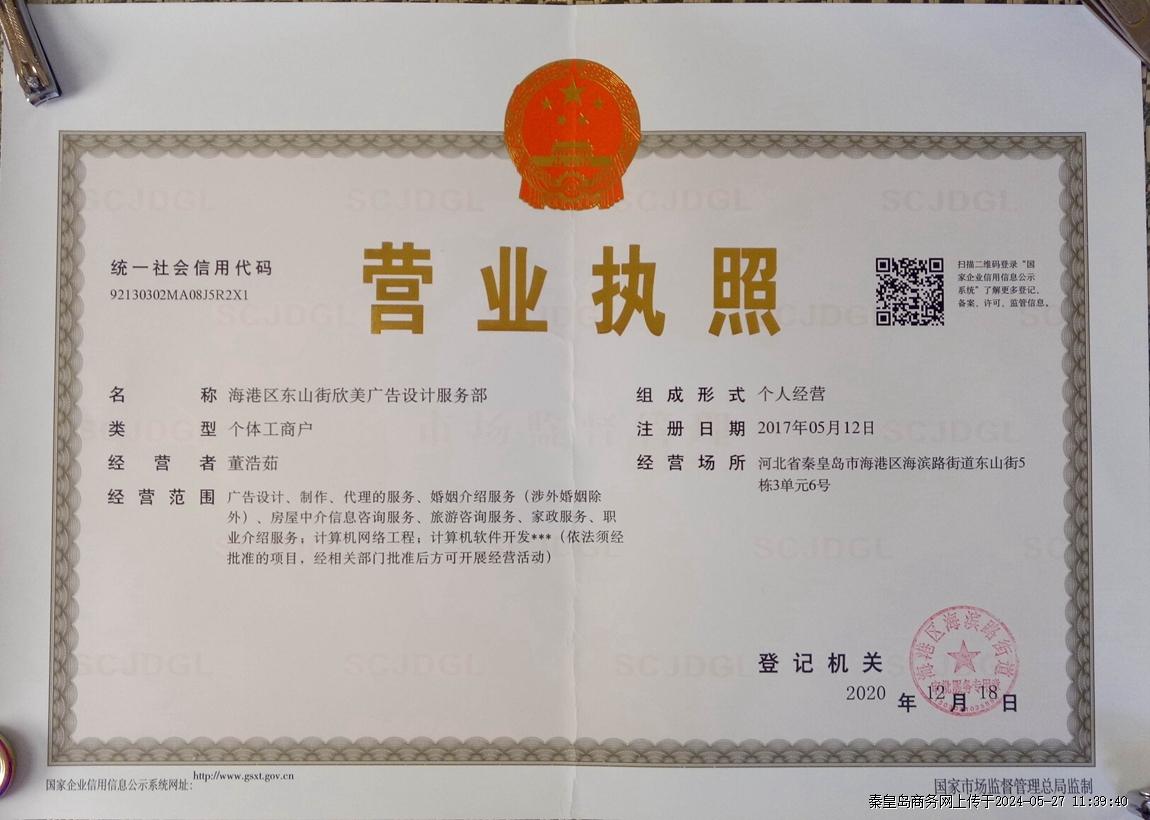 营业执照
统一社会信用代码
92130302MA08J5R2X1
扫描二维码登录“国
家企业信用信息公示
系统”了解更多登记、
备案、许可、监管信息。
名称 海港区东山街欣美广告设计服务部
类型 个体工商户
经营者 董浩茹
经营范围 广告设计、制作、代理的服务、婚姻介绍服务（涉外婚姻除
外）、房屋中介信息咨询服务、旅游咨询服务、家政服务、职
业介绍服务；计算机网络工程；计算机软件开发***（依法须经
批准的项目，经相关部门批准后方可开展经营活动）
组成形式 个人经营
注册日期 2017年05月12日
经营场所 河北省秦皇岛市海港区海滨路街道东山街5
栋3单元6号
登记机关
海港区海滨路街道
2020 年 12 月 18 日
国家企业信用信息公示系统网址：http://www.gsxt.gov.cn
国家市场监督管理总局监制
秦皇岛商务网上传于2024-05-27 11:39:40
SCJDGL